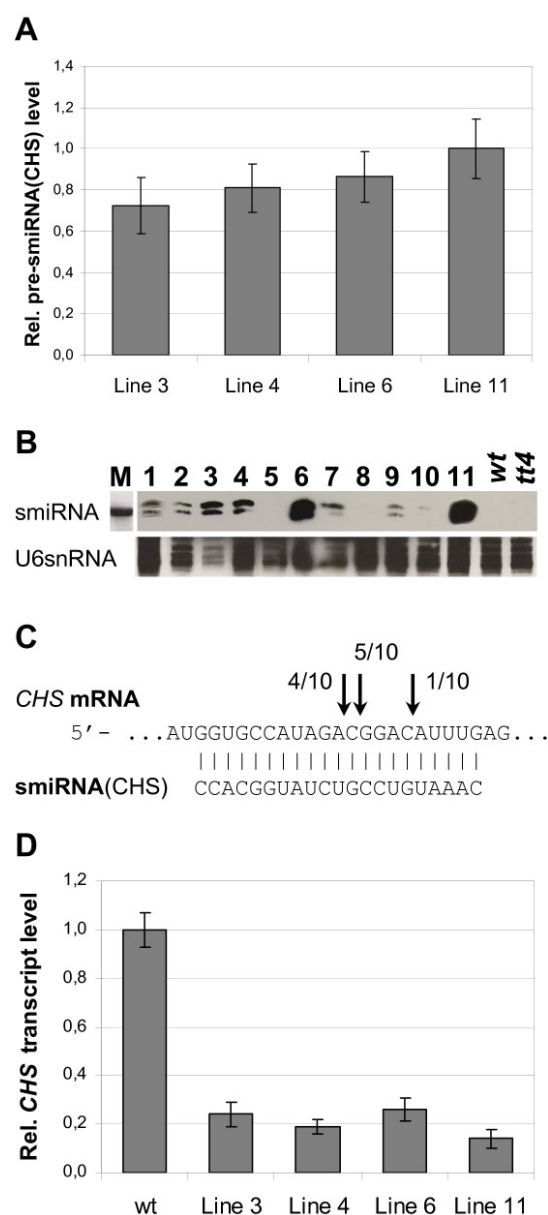 A
Rel. pre-smiRNA(CHS) level
1,4
1,2
1,0
0,8
0,6
0,4
0,2
0,0
Line 3 Line 4 Line 6 Line 11
B
M 1 2 3 4 5 6 7 8 9 10 11 wt tt4
smiRNA
U6snRNA
C
5/10
4/10 1/10
CHS mRNA
5’- ...AUGGUGCCAUAGACGGACAUUUGAG...
smiRNA(CHS) CCACGGUAUCUGCCUGUAAAC
D
Rel. CHS transcript level
1,2
1,0
0,8
0,6
0,4
0,2
0,0
wt Line 3 Line 4 Line 6 Line 11